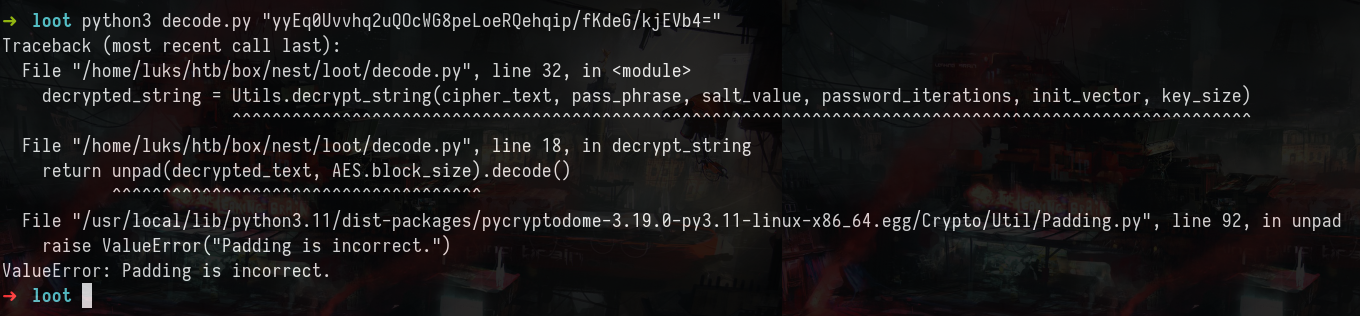 → loot python3 decode.py "yyEq0Uvvhq2uQOcWG8peLoeRQehqip/fKdeG/kjEVb4="
Traceback (most recent call last):
  File "/home/luks/htb/box/nest/loot/decode.py", line 32, in <module>
    decrypted_string = Utils.decrypt_string(cipher_text, pass_phrase, salt_value, password_iterations, init_vector, key_size)
                       ^^^^^^^^^^^^^^^^^^^^^^^^^^^^^^^^^^^^^^^^^^^^^^^^^^^^^^^^^^^^^^^^^^^^^^^^^^^^^^^^^^^^^^^^^^^^^^^^^^
  File "/home/luks/htb/box/nest/loot/decode.py", line 18, in decrypt_string
    return unpad(decrypted_text, AES.block_size).decode()
           ^^^^^^^^^^^^^^^^^^^^^^^^^^^^^^^^^^^^^
  File "/usr/local/lib/python3.11/dist-packages/pycryptodome-3.19.0-py3.11-linux-x86_64.egg/Crypto/Util/Padding.py", line 92, in unpad
    raise ValueError("Padding is incorrect.")
ValueError: Padding is incorrect.
→ loot